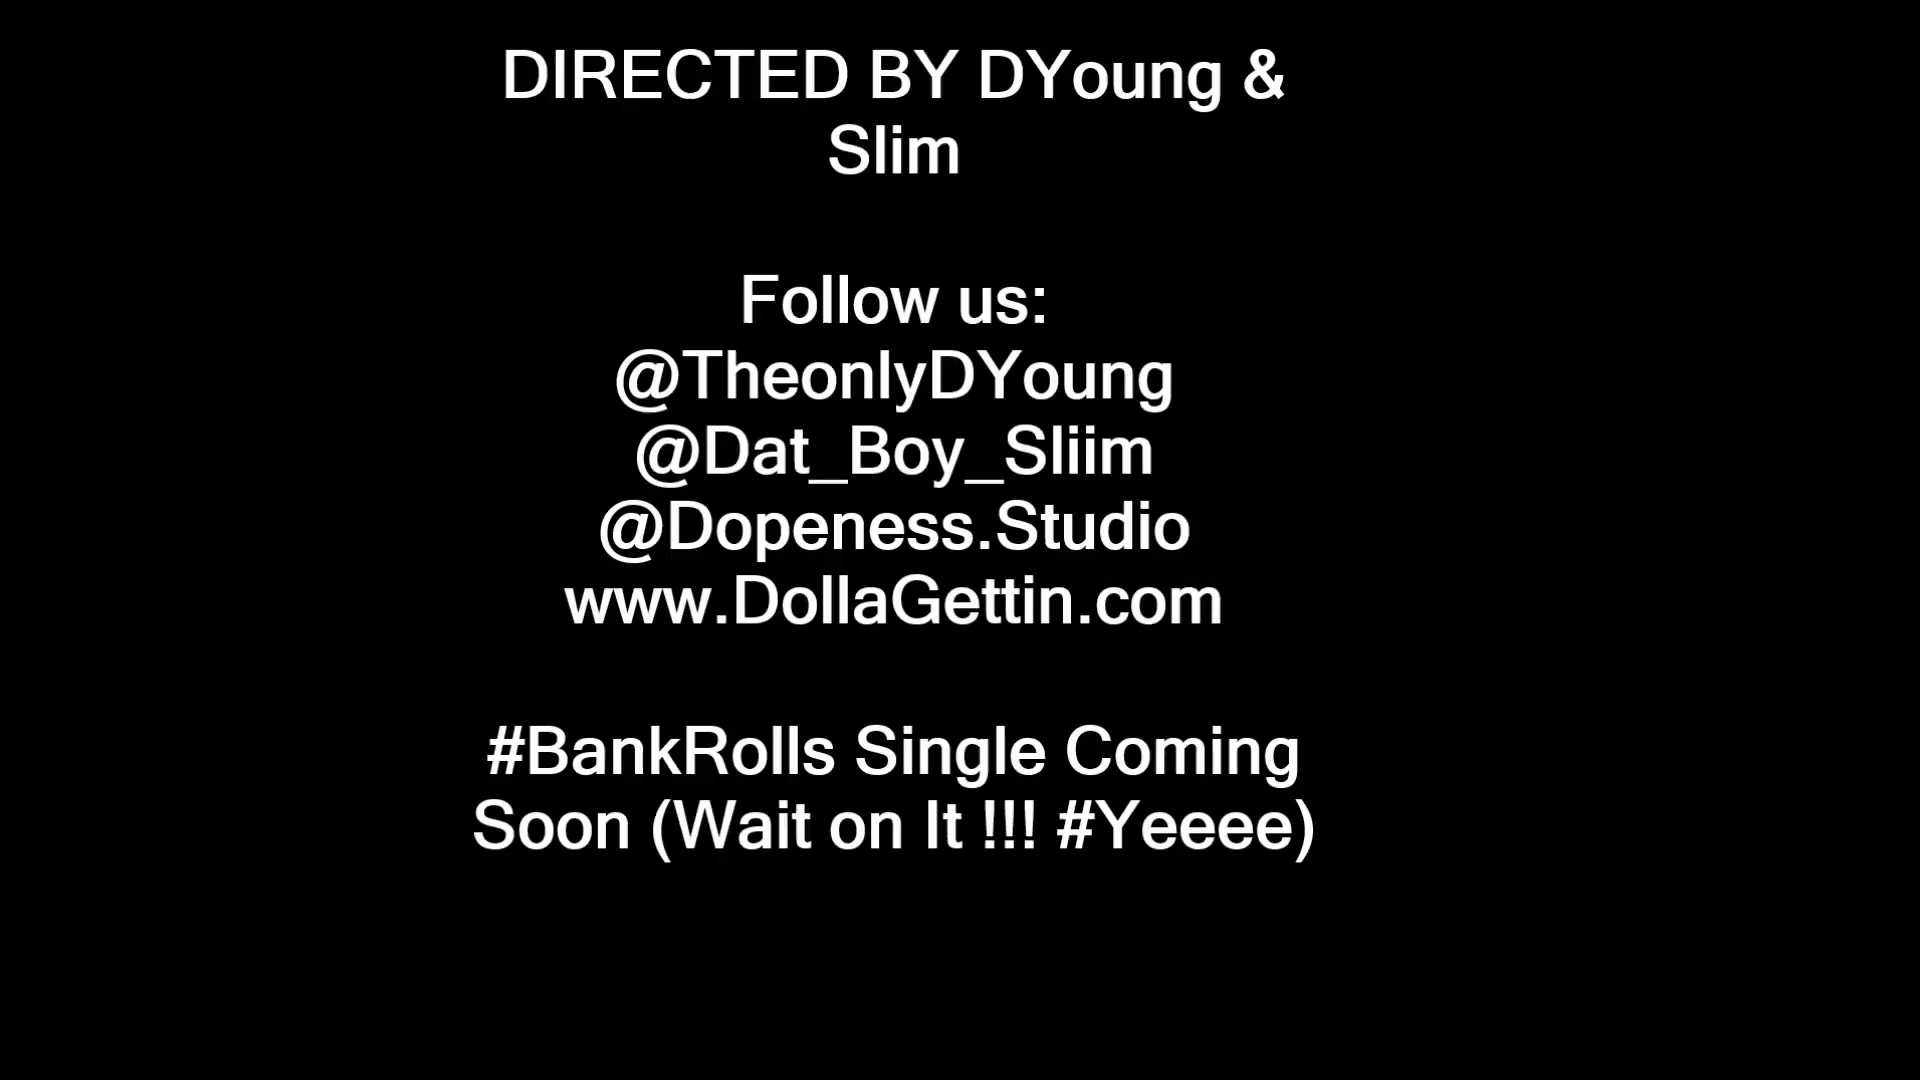 DIRECTED BY DYoung &
Slim
Follow us:
@TheonlyDYoung
@Dat_Boy_Sliim
@Dopeness.Studio
www.DollaGettin.com
#BankRolls Single Coming
Soon (Wait on It !!! #Yeeee)